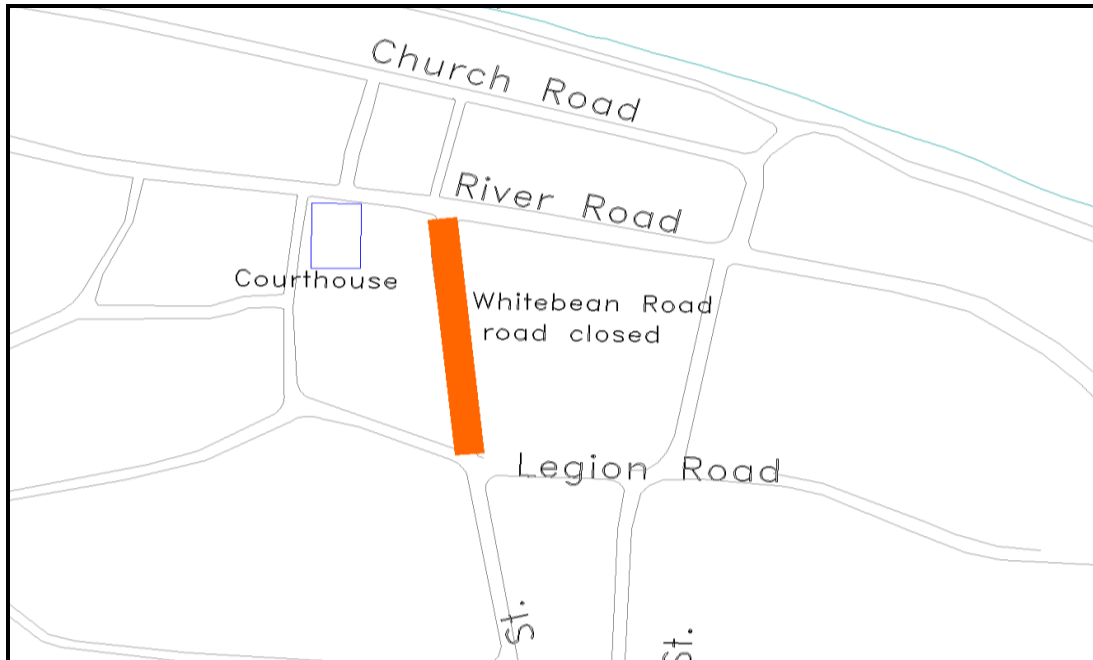 Church Road
River Road
Courthouse
Whitebean Road
road closed
Legion Road
St.
St.